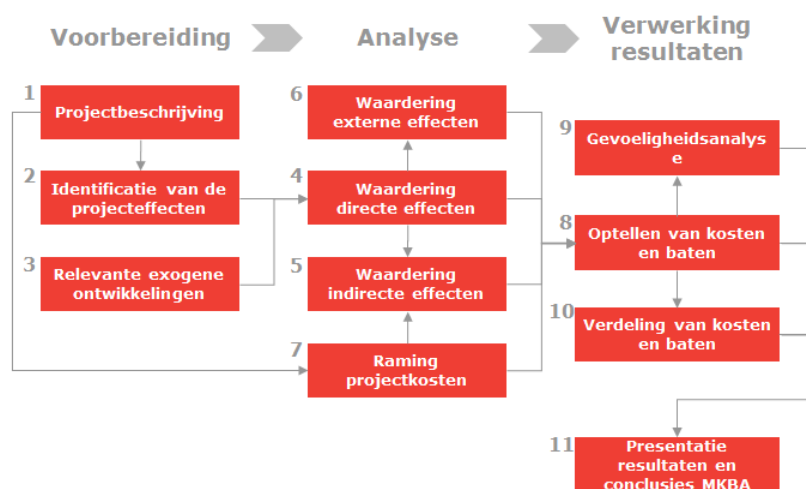 Voorbereiding
Analyse
Verwerking
resultaten
1
Projectbeschrijving
2
Identificatie van de
projecteffecten
3
Relevante exogene
ontwikkelingen
6
Waardering
externe effecten
4
Waardering
directe effecten
5
Waardering
indirecte effecten
7
Raming
projectkosten
9
Gevoeligheidsanalys
e
8
Optellen van kosten
en baten
10
Verdeling van kosten
en baten
11
Presentatie
resultaten en
conclusies MKBA